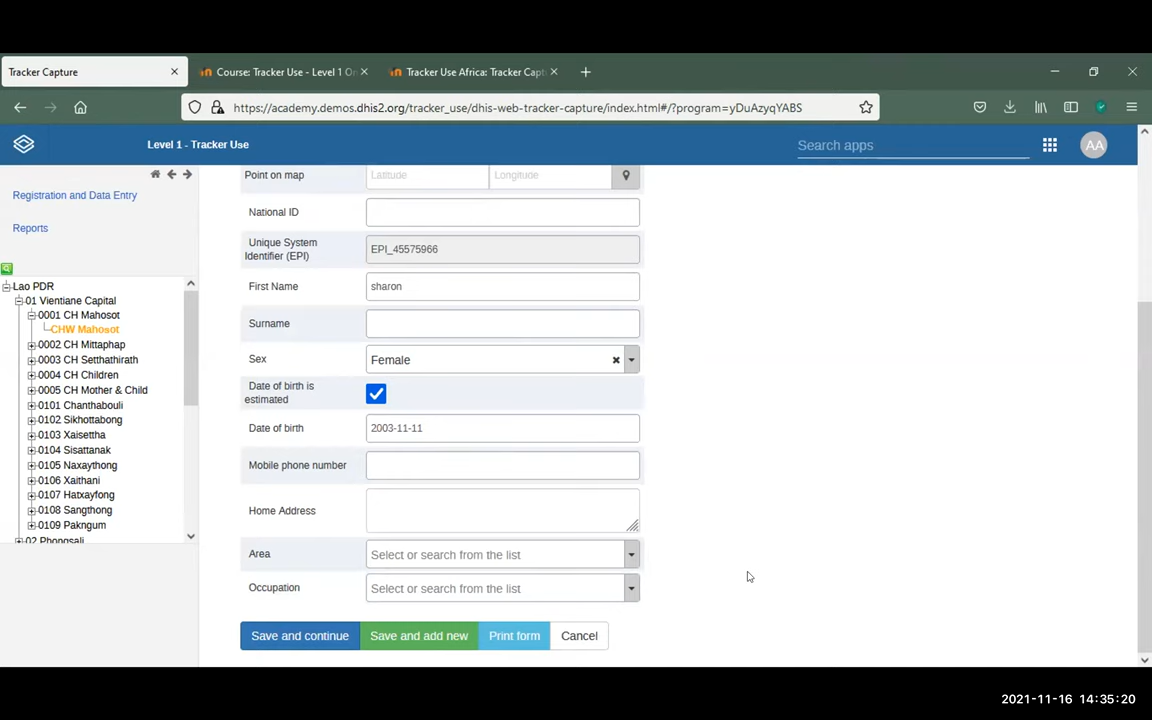 Tracker Capture
Course: Tracker Use - Level 1 On
Tracker Use Africa: Tracker Capt
https://academy.demos.dhis2.org/tracker_use/dhis-web-tracker-capture/index.html#/?program=yDuAzyqYABS
Level 1 - Tracker Use
Search apps
AA
Registration and Data Entry
Reports
Lao PDR
01 Vientiane Capital
0001 CH Mahosot
CHW Mahosot
0002 CH Mittaphap
0003 CH Setthathirath
0004 CH Children
0005 CH Mother & Child
0101 Chanthabouli
0102 Sikhottabong
0103 Xaisettha
0104 Sisattanak
0105 Naxaythong
0106 Xaithani
0107 Hatxayfong
0108 Sangthong
0109 Pakngum
02 Phongsali
Point on map
Latitude
Longitude
National ID
Unique System
Identifier (EPI)
EPI_45575966
First Name
sharon
Surname
Sex
Female
Date of birth is
estimated
Date of birth
2003-11-11
Mobile phone number
Home Address
Area
Select or search from the list
Occupation
Select or search from the list
Save and continue
Save and add new
Print form
Cancel
2021-11-16 14:35:20